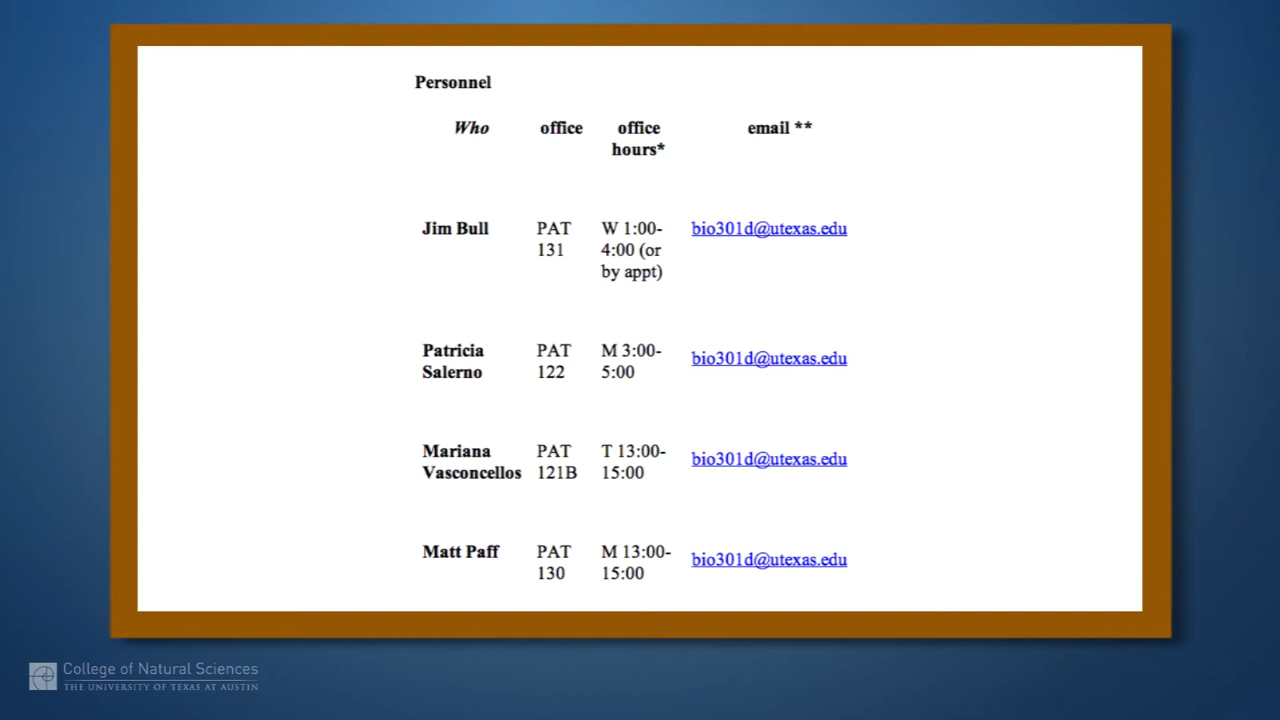 Personnel
Who office office hours* email **
Jim Bull PAT 131 W 1:00-4:00 (or by appt) bio301d@utexas.edu
Patricia Salerno PAT 122 M 3:00-5:00 bio301d@utexas.edu
Mariana Vasconcellos PAT 121B T 13:00-15:00 bio301d@utexas.edu
Matt Paff PAT 130 M 13:00-15:00 bio301d@utexas.edu
College of Natural Sciences
THE UNIVERSITY OF TEXAS AT AUSTIN